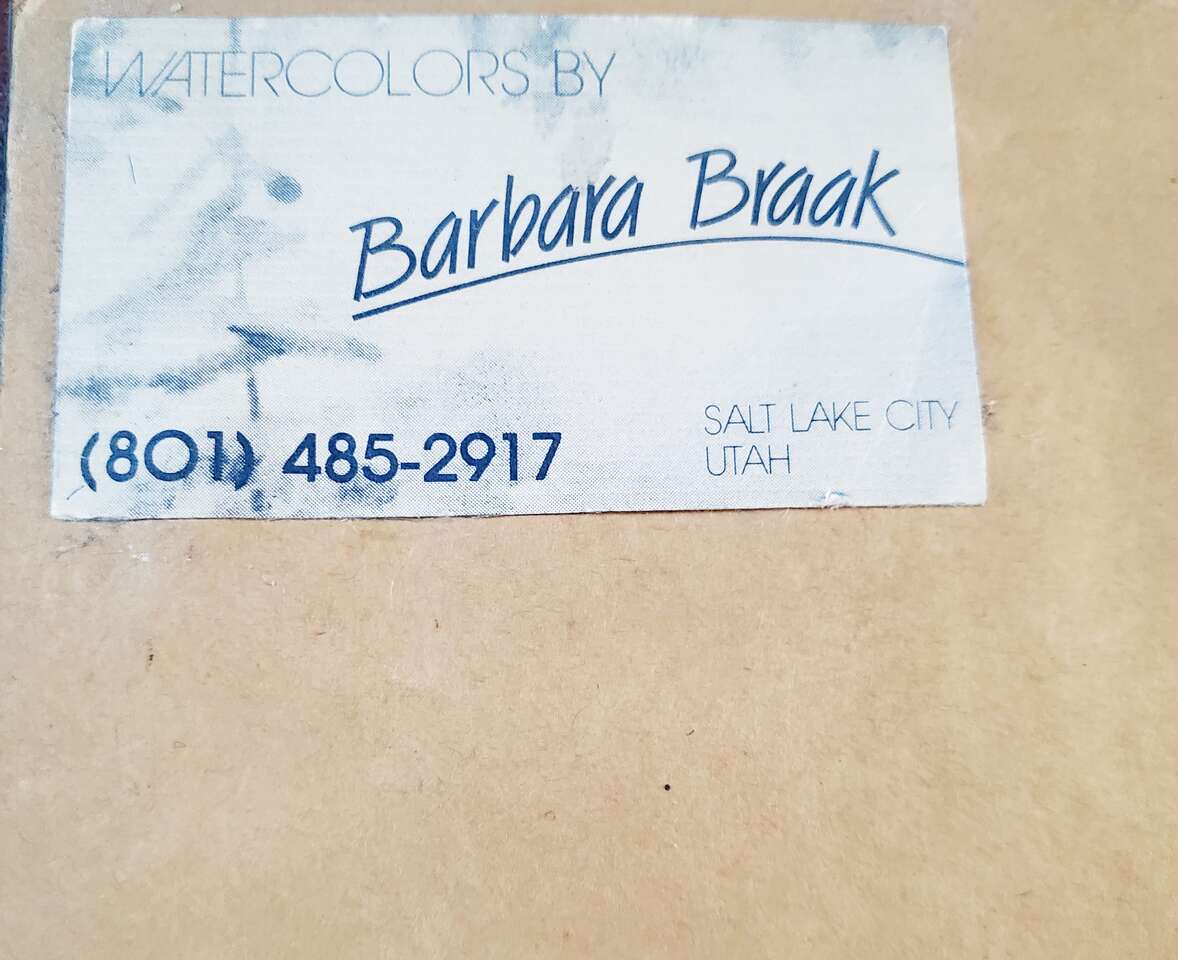 WATERCOLORS BY
Barbara Braak
(801) 485-2917
SALT LAKE CITY
UTAH